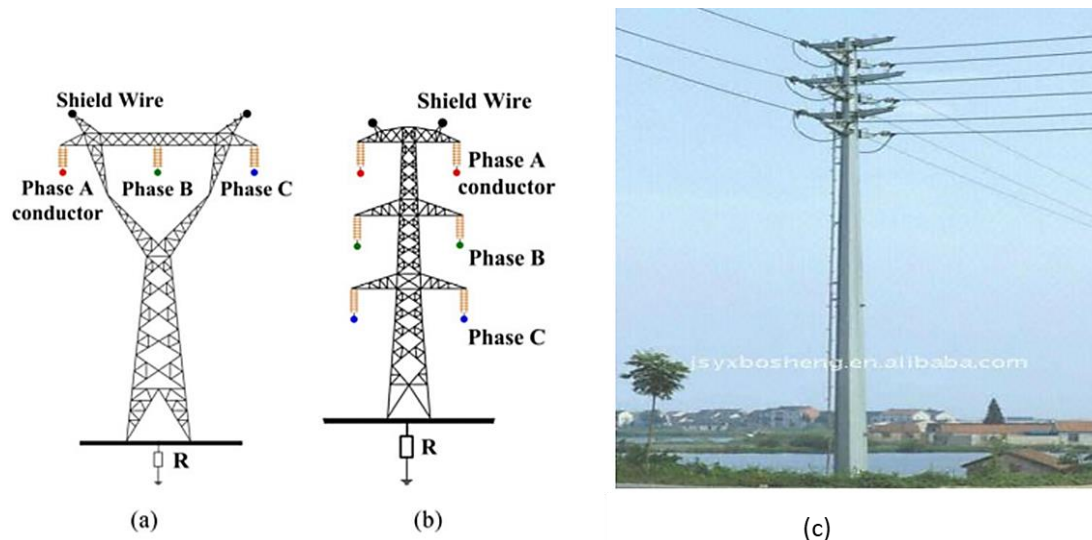 Shield Wire
Phase A
conductor
Phase B
Phase C
R
(a)
Shield Wire
Phase A
conductor
Phase B
Phase C
R
(b)
jsyxbosheng.en.alibaba.com
(c)